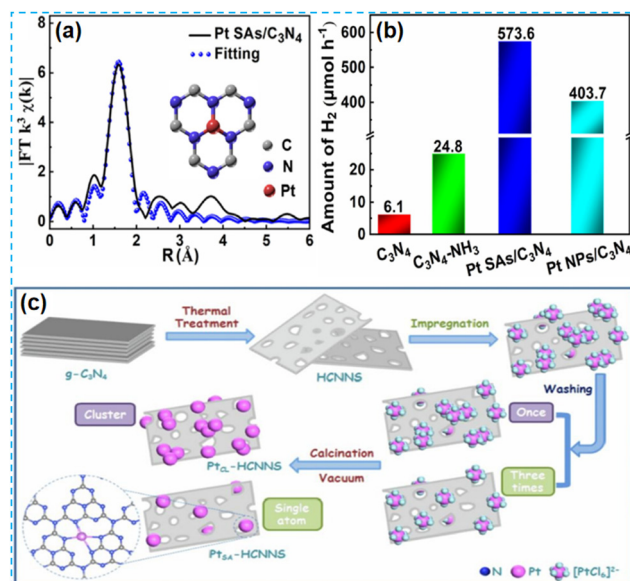 (a)
Pt SAs/C₃N₄
Fitting
|FT k³ χ(k)|
8
6
4
2
0
C
N
Pt
0 1 2 3 4 5 6
R (Å)
(b)
Amount of H₂ (μmol h⁻¹)
600
500
400
20
10
0
6.1
24.8
573.6
403.7
C₃N₄
C₃N₄-NH₃
Pt SAs/C₃N₄
Pt NPs/C₃N₄
(c)
g-C₃N₄
Thermal
Treatment
HCNNS
Impregnation
Washing
Once
Three
times
Calcination
Vacuum
Cluster
Pt_CL-HCNNS
Single
atom
Pt_SA-HCNNS
N Pt [PtCl₆]²⁻